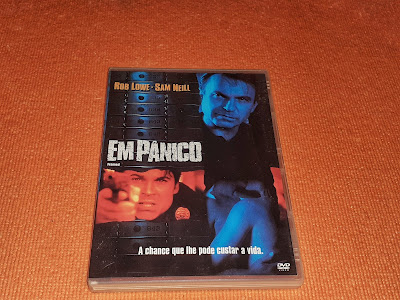 ROB LOWE · SAM NEILL
EM PÂNICO
A chance que lhe pode custar a vida.
DVD